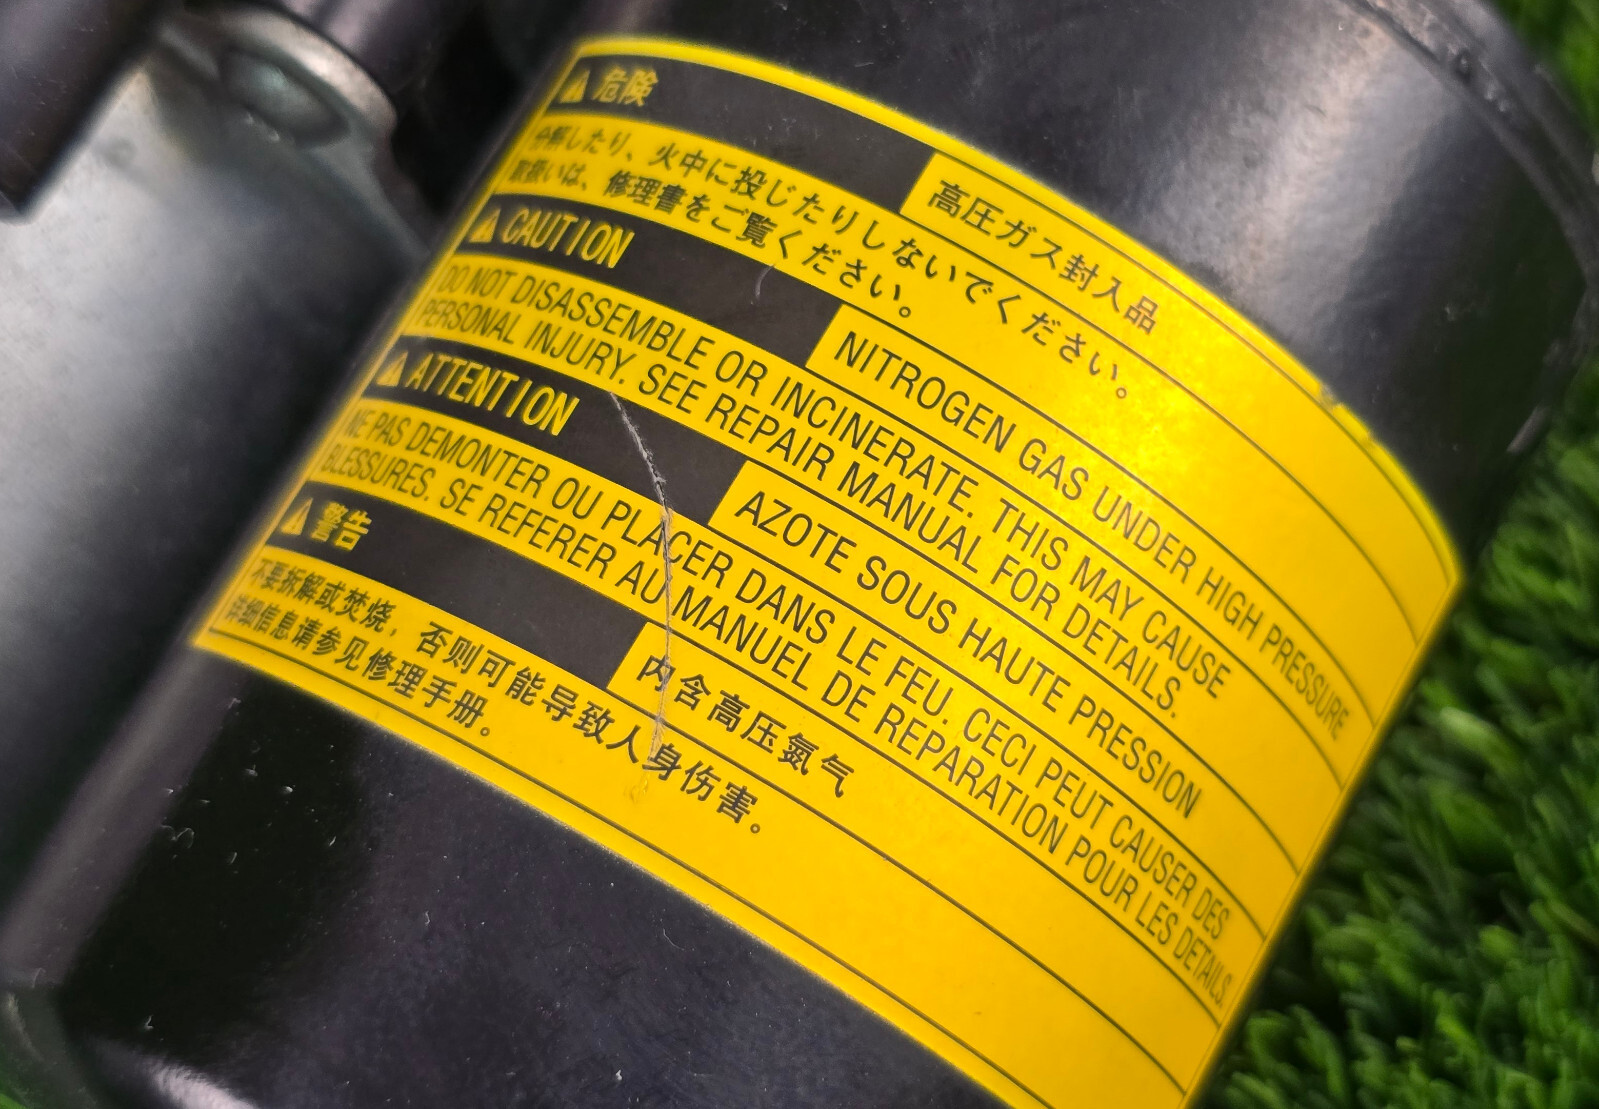 ⚠ 危険
高圧ガス封入品
分解したり、火中に投じたりしないでください。
取扱いは、修理書をご覧ください。
⚠ CAUTION
NITROGEN GAS UNDER HIGH PRESSURE
DO NOT DISASSEMBLE OR INCINERATE. THIS MAY CAUSE
PERSONAL INJURY. SEE REPAIR MANUAL FOR DETAILS.
⚠ ATTENTION
AZOTE SOUS HAUTE PRESSION
NE PAS DEMONTER OU PLACER DANS LE FEU. CECI PEUT CAUSER DES
BLESSURES. SE REFERER AU MANUEL DE REPARATION POUR LES DETAILS.
⚠ 警告
内含高压氮气
不要拆解或焚烧，否则可能导致人身伤害。
详细信息请参见修理手册。